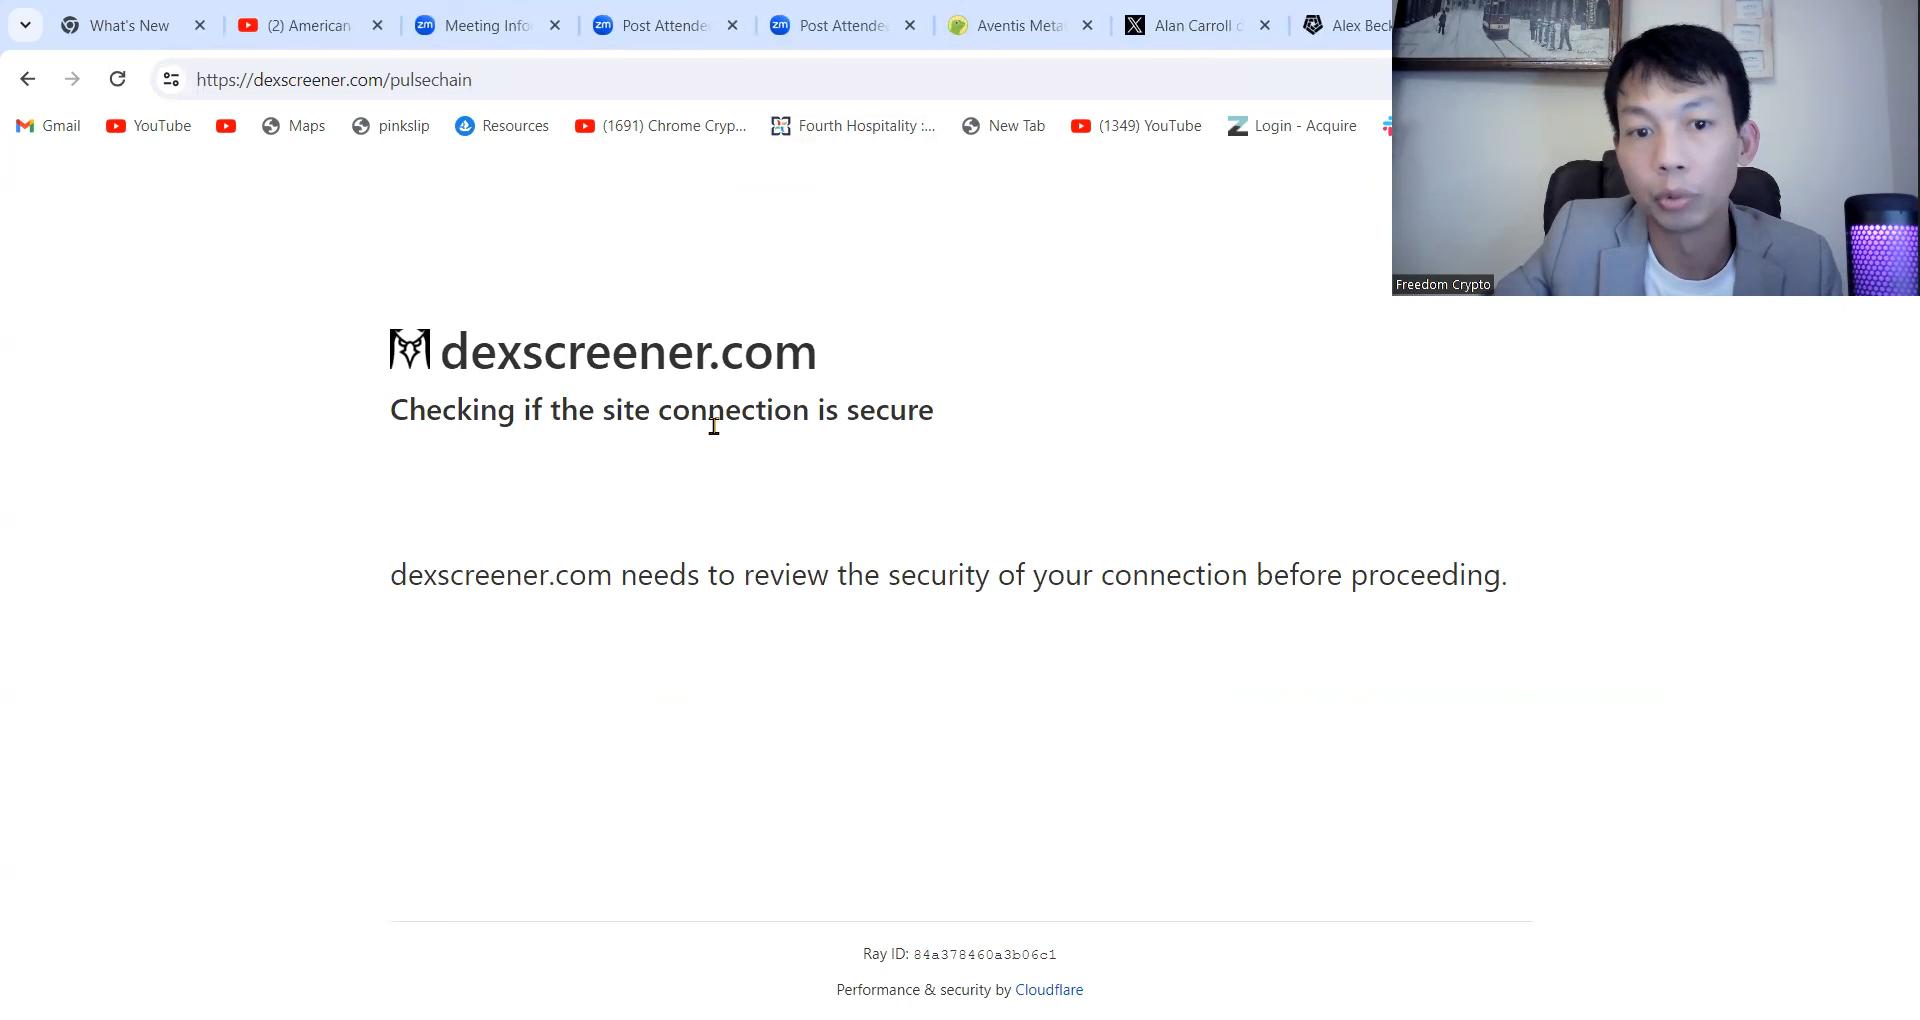 What's New
(2) American
Meeting Info
Post Attende
Post Attendee
Aventis Meta
Alan Carroll
Alex Beck
https://dexscreener.com/pulsechain
Gmail
YouTube
Maps
pinkslip
Resources
(1691) Chrome Cryp...
Fourth Hospitality :...
New Tab
(1349) YouTube
Login - Acquire
Freedom Crypto
dexscreener.com
Checking if the site connection is secure
dexscreener.com needs to review the security of your connection before proceeding.
Ray ID: 84a378460a3b06c1
Performance & security by Cloudflare